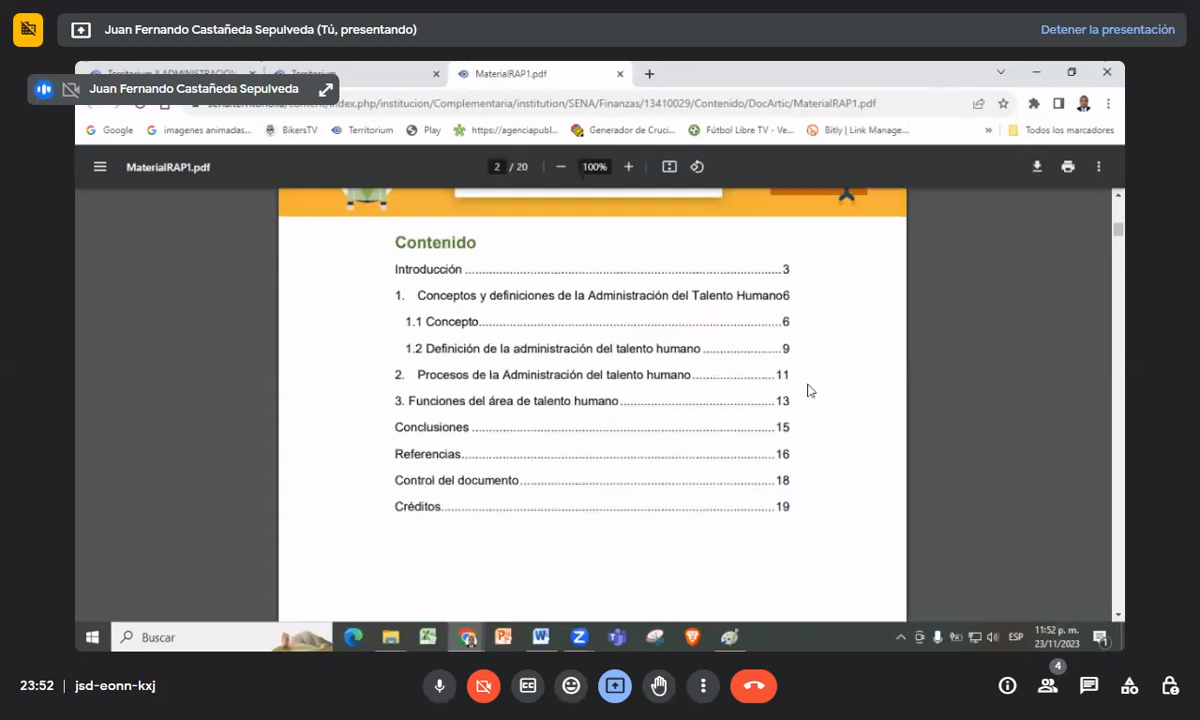 Juan Fernando Castañeda Sepulveda (Tú, presentando)
Detener la presentación
Territorium
MaterialRAP1.pdf
Juan Fernando Castañeda Sepulveda
index.php/institucion/Complementaria/institution/SENA/Finanzas/13410029/Contenido/DocArtic/MaterialRAP1.pdf
Google
imagenes animadas...
BikersTV
Territorium
Play
https://agenciapubl...
Generador de Cruci...
Fútbol Libre TV - Ve...
Bitly | Link Manage...
»
Todos los marcadores
MaterialRAP1.pdf
2 / 20
100%
Contenido
Introducción ........ 3
1. Conceptos y definiciones de la Administración del Talento Humano6
1.1 Concepto........ 6
1.2 Definición de la administración del talento humano ........ 9
2. Procesos de la Administración del talento humano........ 11
3. Funciones del área de talento humano........ 13
Conclusiones ........ 15
Referencias........ 16
Control del documento........ 18
Créditos........ 19
Buscar
ESP
11:52 p. m.
23/11/2023
1
23:52 | jsd-eonn-kxj
4